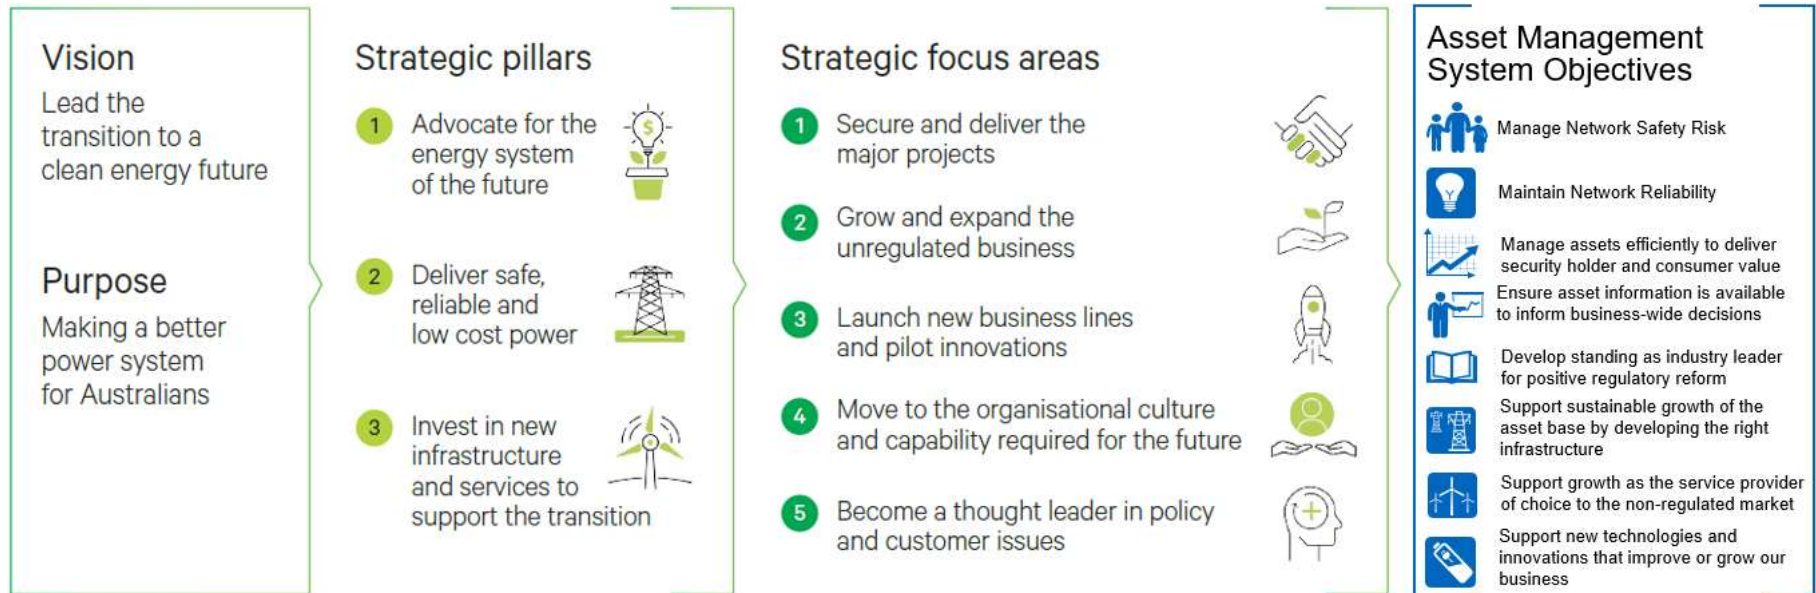 Vision
Lead the
transition to a
clean energy future
Purpose
Making a better
power system
for Australians
Strategic pillars
1
Advocate for the
energy system
of the future
$
2
Deliver safe,
reliable and
low cost power
3
Invest in new
infrastructure
and services to
support the transition
Strategic focus areas
1
Secure and deliver the
major projects
2
Grow and expand the
unregulated business
3
Launch new business lines
and pilot innovations
4
Move to the organisational culture
and capability required for the future
5
Become a thought leader in policy
and customer issues
Asset Management
System Objectives
Manage Network Safety Risk
Maintain Network Reliability
Manage assets efficiently to deliver
security holder and consumer value
Ensure asset information is available
to inform business-wide decisions
Develop standing as industry leader
for positive regulatory reform
Support sustainable growth of the
asset base by developing the right
infrastructure
Support growth as the service provider
of choice to the non-regulated market
Support new technologies and
innovations that improve or grow our
business